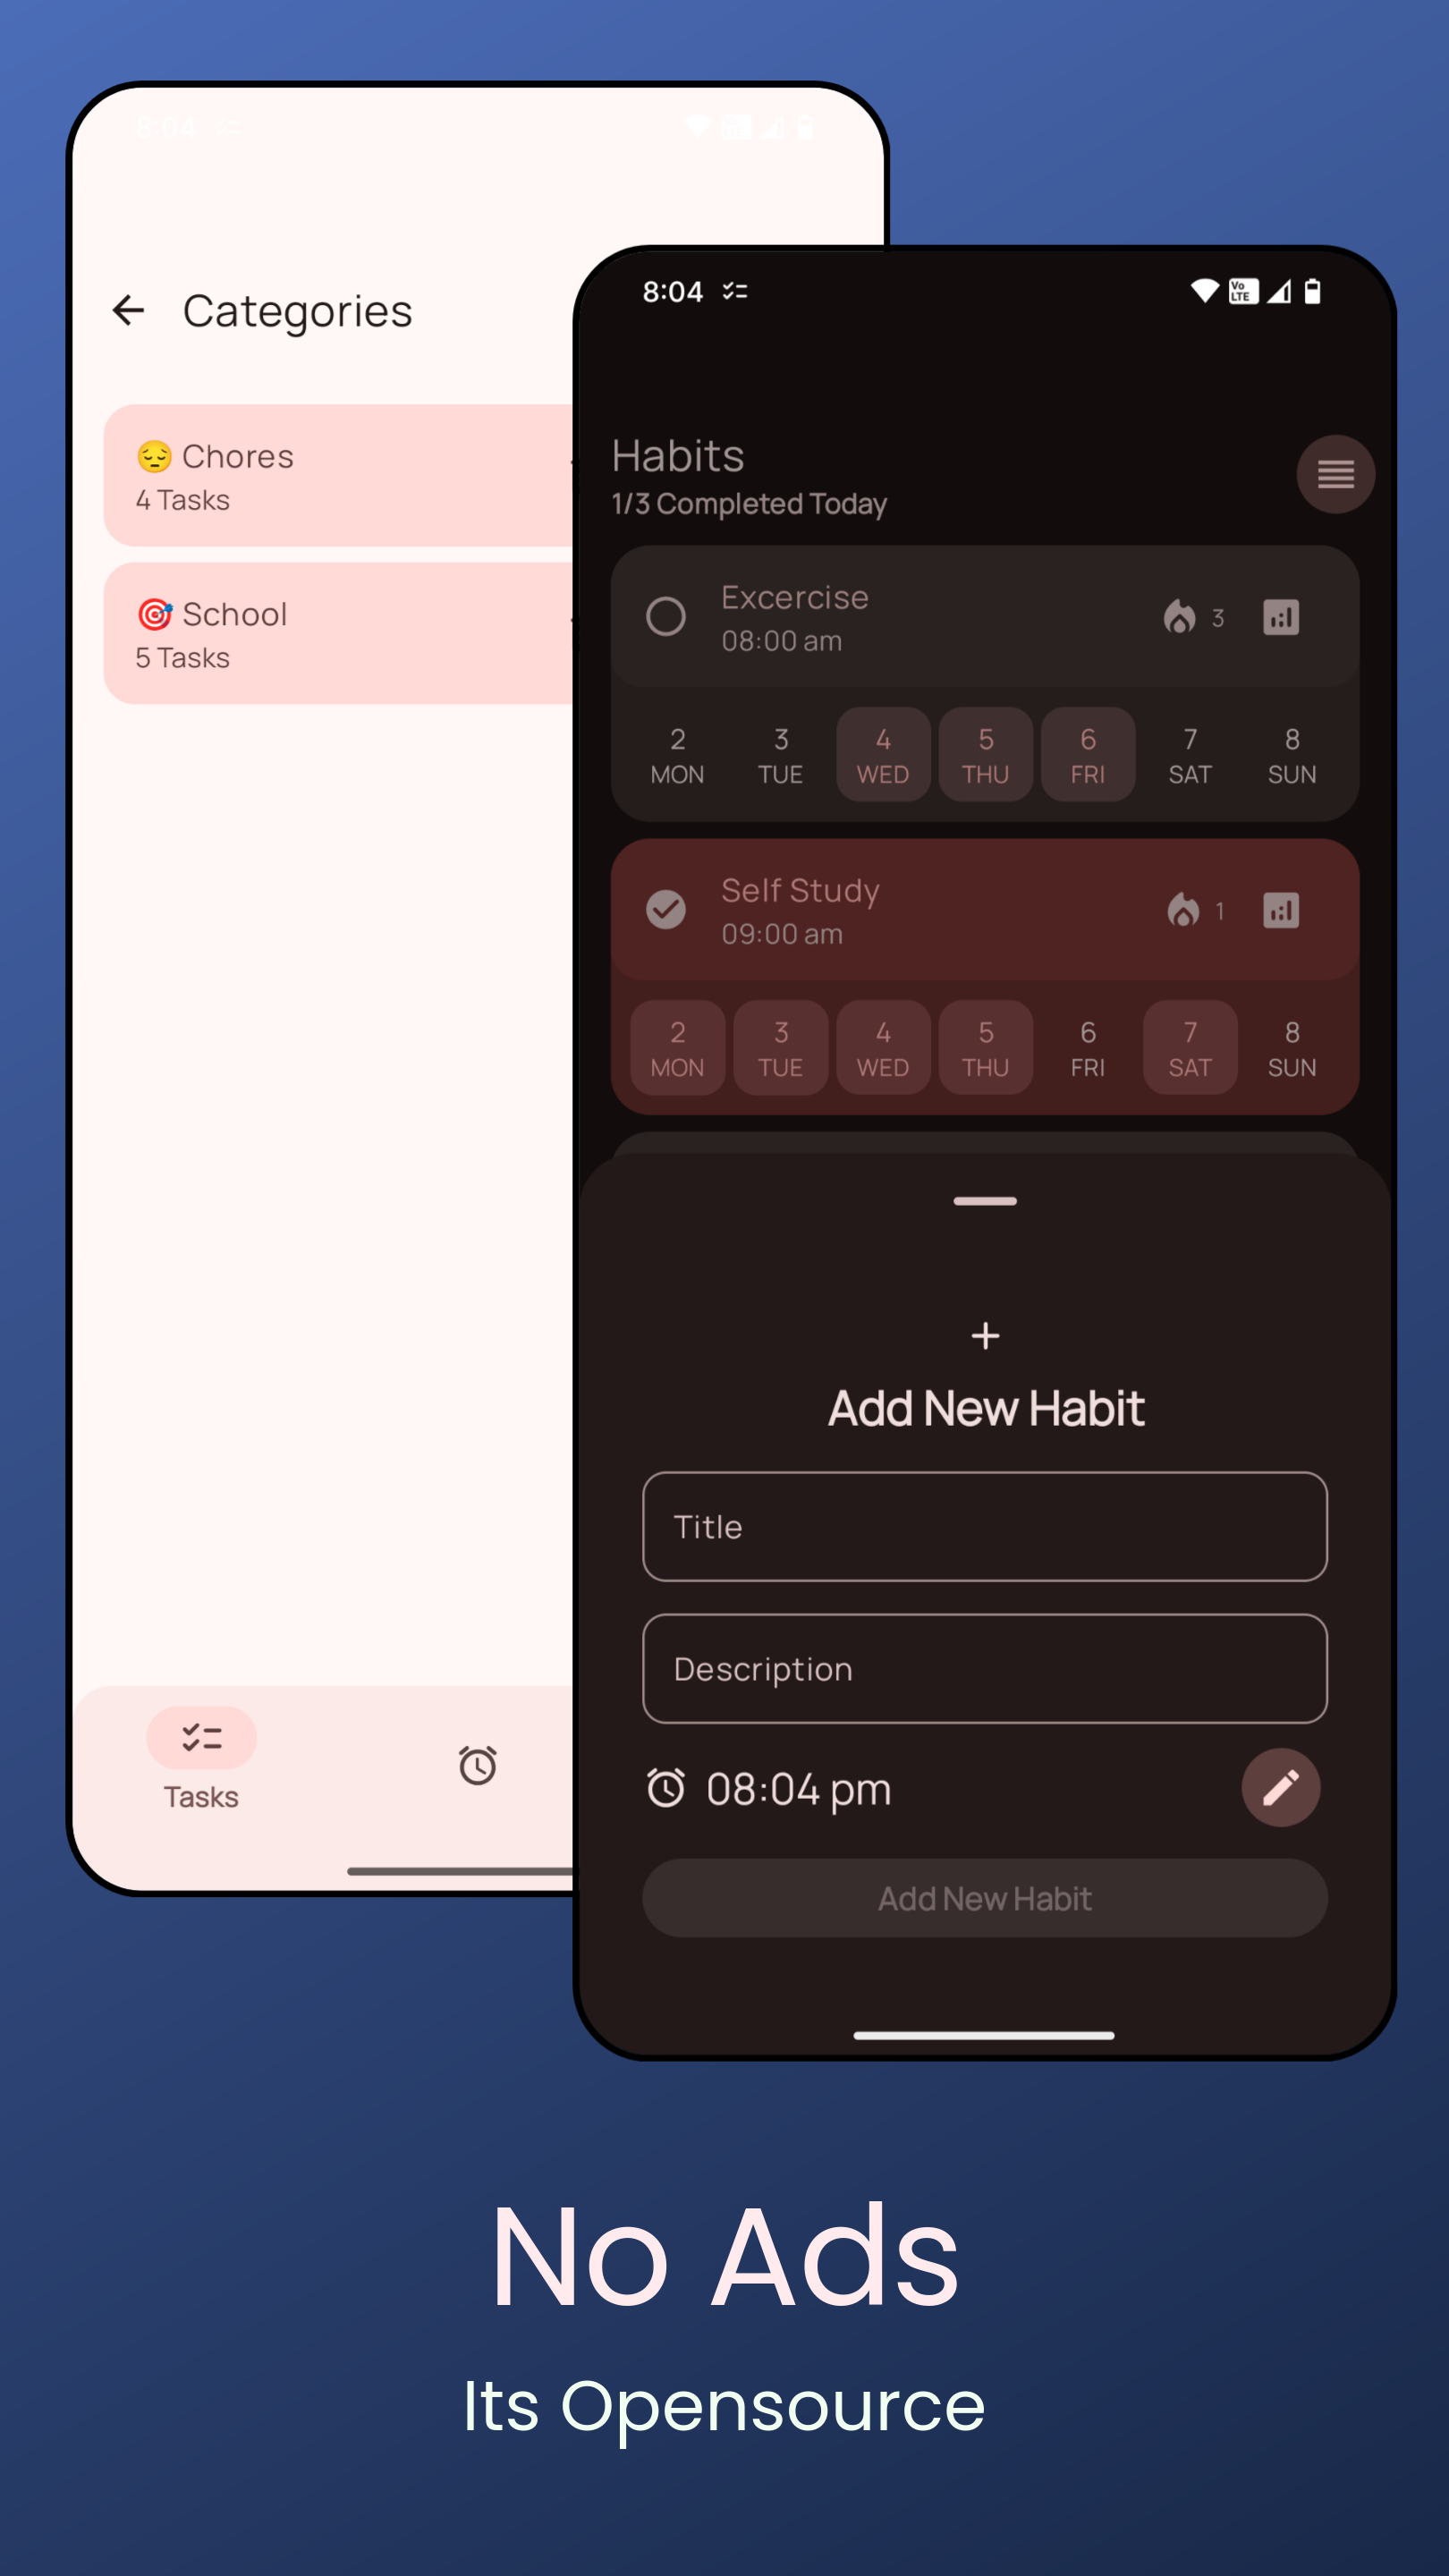 8:04
Categories
😔 Chores
4 Tasks
🎯 School
5 Tasks
Tasks
8:04
Vo
LTE
Habits
1/3 Completed Today
Excercise
08:00 am
3
2 3 4 5 6 7 8
MON TUE WED THU FRI SAT SUN
Self Study
09:00 am
1
2 3 4 5 6 7 8
MON TUE WED THU FRI SAT SUN
+
Add New Habit
Title
Description
08:04 pm
Add New Habit
No Ads
Its Opensource